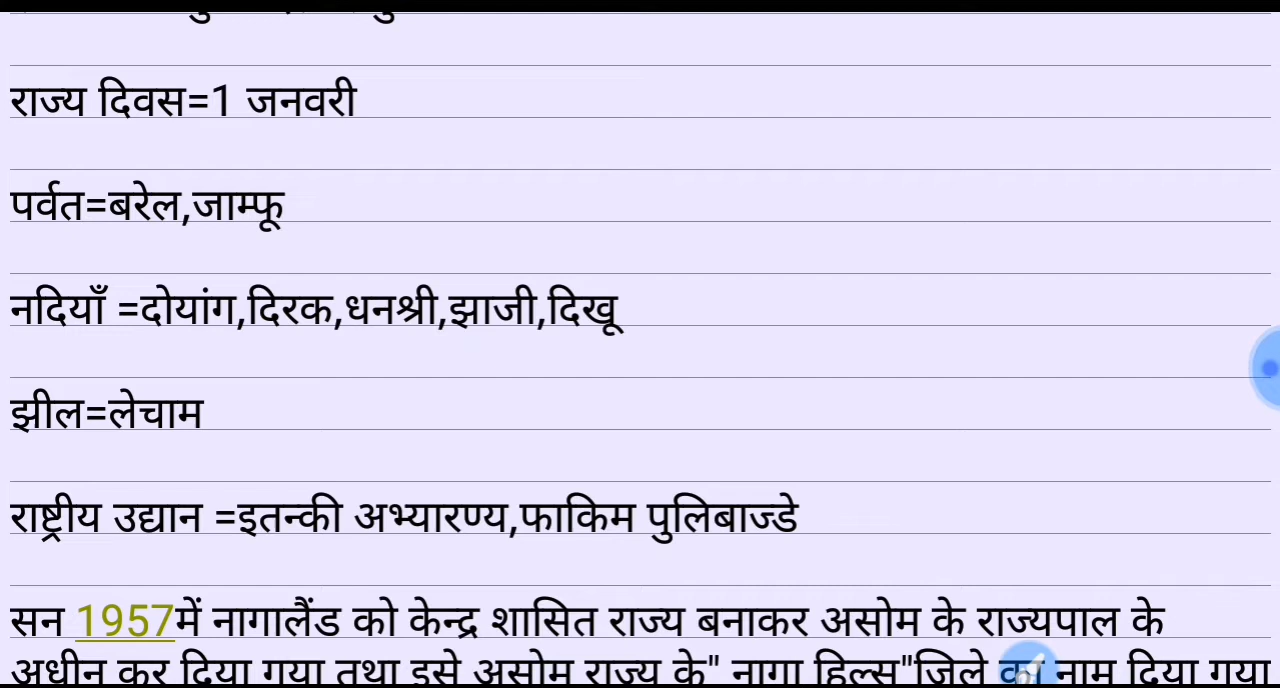 राज्य दिवस=1 जनवरी
पर्वत=बरेल,जाम्फू
नदियाँ =दोयांग,दिरक,धनश्री,झाजी,दिखू
झील=लेचाम
राष्ट्रीय उद्यान =इतन्की अभ्यारण्य,फाकिम पुलिबाज्डे
सन 1957में नागालैंड को केन्द्र शासित राज्य बनाकर असोम के राज्यपाल के
अधीन कर दिया गया तथा इसे असोम राज्य के" नागा हिल्स"जिले का नाम दिया गया